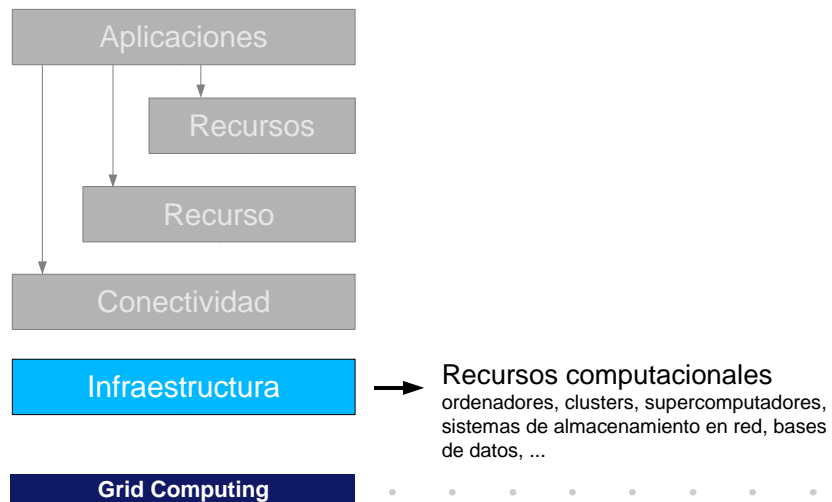 Aplicaciones
Recursos
Recurso
Conectividad
Infraestructura
Recursos computacionales
ordenadores, clusters, supercomputadores,
sistemas de almacenamiento en red, bases
de datos, ...
Grid Computing